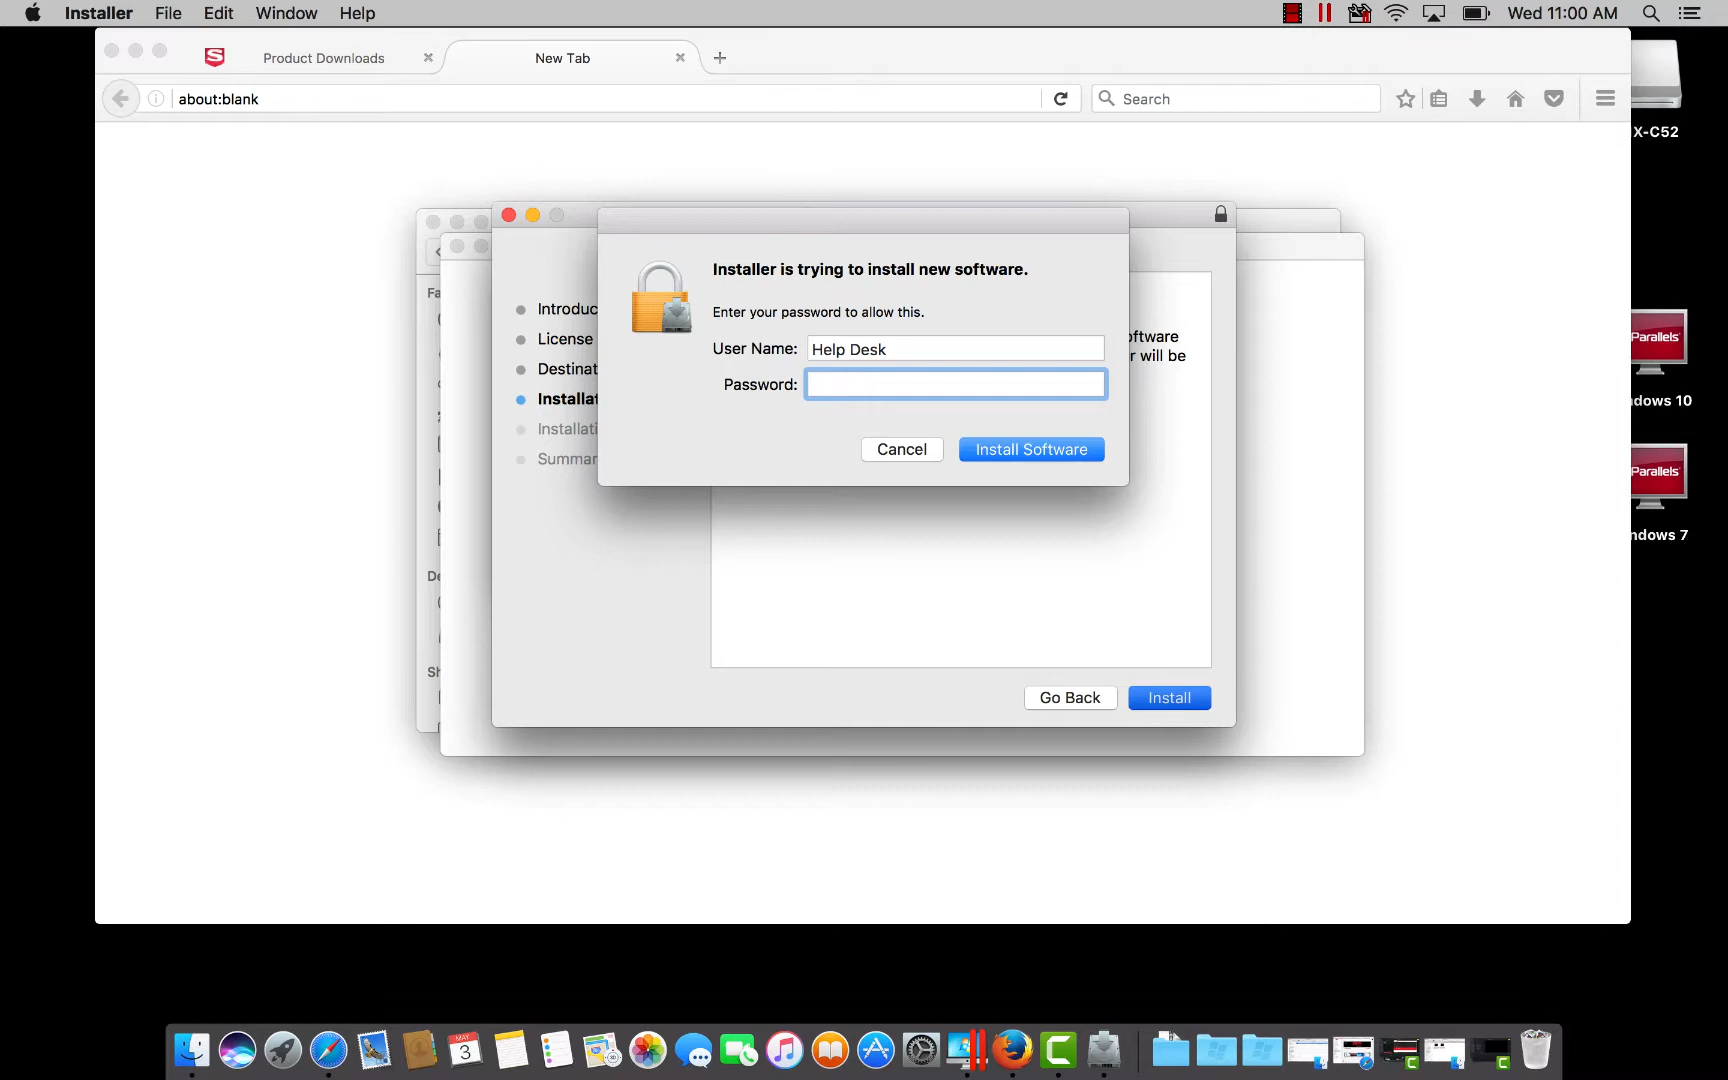 Installer File Edit Window Help
Wed 11:00 AM
S Product Downloads New Tab
about:blank
Search
X-C52
Installer is trying to install new software.
Enter your password to allow this.
User Name: Help Desk
Password:
Cancel Install Software
Fa
Introduc
License
Destinat
Installat
Installati
Summar
oftware
r will be
De
Sh
Go Back Install
Parallels
ndows 10
Parallels
ndows 7
MAY
3